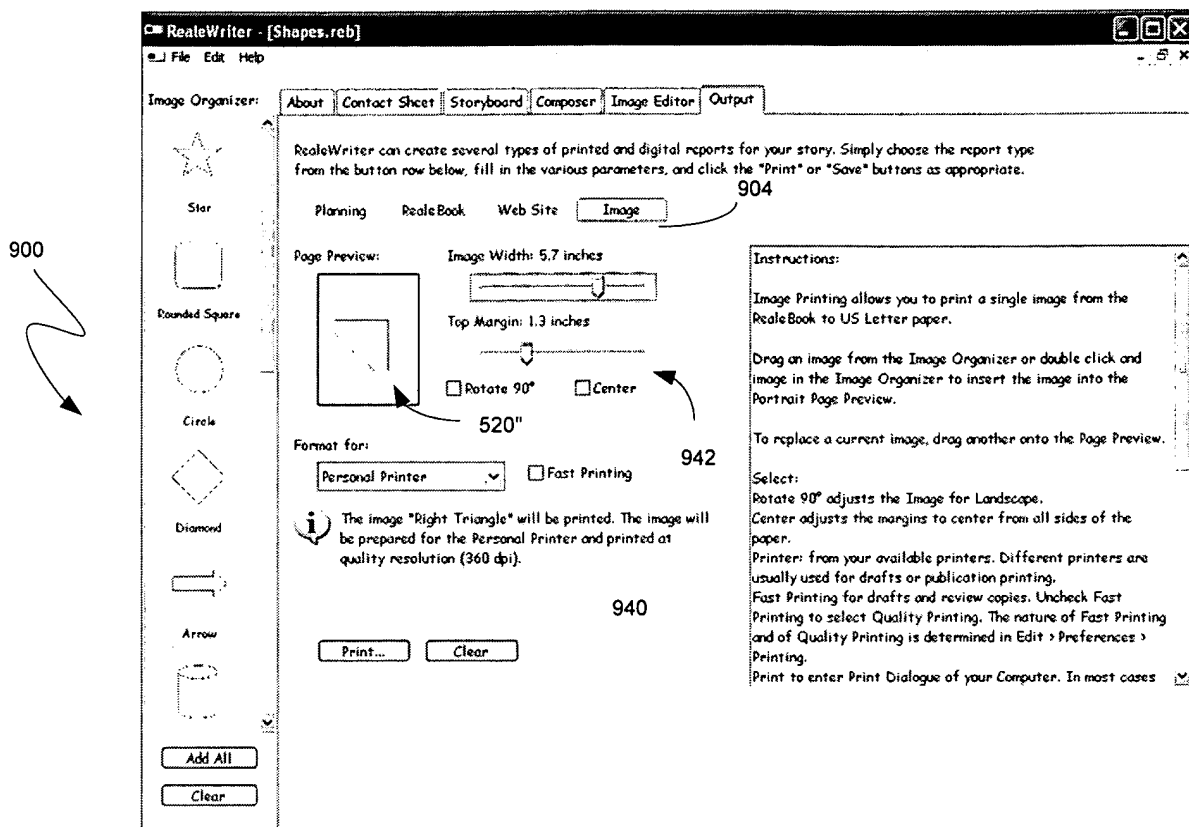 RealeWriter - [Shapes.reb]
File Edit Help
Image Organizer:
About Contact Sheet Storyboard Composer Image Editor Output
RealeWriter can create several types of printed and digital reports for your story. Simply choose the report type
from the button row below, fill in the various parameters, and click the "Print" or "Save" buttons as appropriate.
904
Planning RealeBook Web Site Image
Star
900
Rounded Square
Circle
Diamond
Arrow
Add All
Clear
Page Preview:
Image Width: 5.7 inches
Top Margin: 1.3 inches
Rotate 90° Center
520"
942
Format for:
Personal Printer Fast Printing
The image "Right Triangle" will be printed. The image will
be prepared for the Personal Printer and printed at
quality resolution (360 dpi).
940
Print... Clear
Instructions:
Image Printing allows you to print a single image from the
RealeBook to US Letter paper.
Drag an image from the Image Organizer or double click and
image in the Image Organizer to insert the image into the
Portrait Page Preview.
To replace a current image, drag another onto the Page Preview.
Select:
Rotate 90° adjusts the Image for Landscape.
Center adjusts the margins to center from all sides of the
paper.
Printer: from your available printers. Different printers are
usually used for drafts or publication printing.
Fast Printing for drafts and review copies. Uncheck Fast
Printing to select Quality Printing. The nature of Fast Printing
and of Quality Printing is determined in Edit > Preferences >
Printing.
Print to enter Print Dialogue of your Computer. In most cases